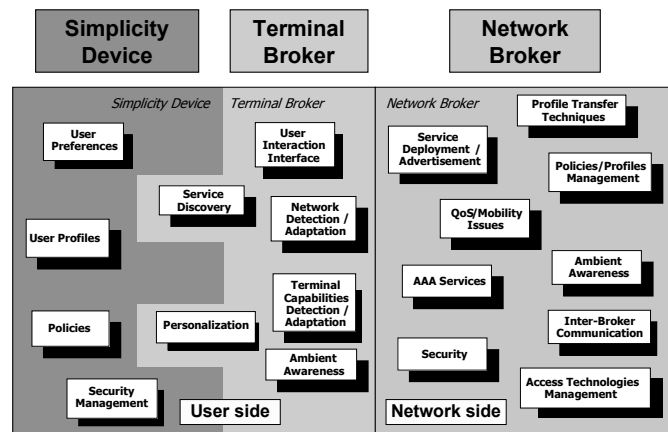 Simplicity
Device
Terminal
Broker
Network
Broker
Simplicity Device
Terminal Broker
Network Broker
User
Preferences
User Profiles
Policies
Security
Management
Service
Discovery
Personalization
User
Interaction
Interface
Network
Detection /
Adaptation
Terminal
Capabilities
Detection /
Adaptation
Ambient
Awareness
User side
Profile Transfer
Techniques
Service
Deployment /
Advertisement
Policies/Profiles
Management
QoS/Mobility
Issues
AAA Services
Ambient
Awareness
Inter-Broker
Communication
Security
Access Technologies
Management
Network side